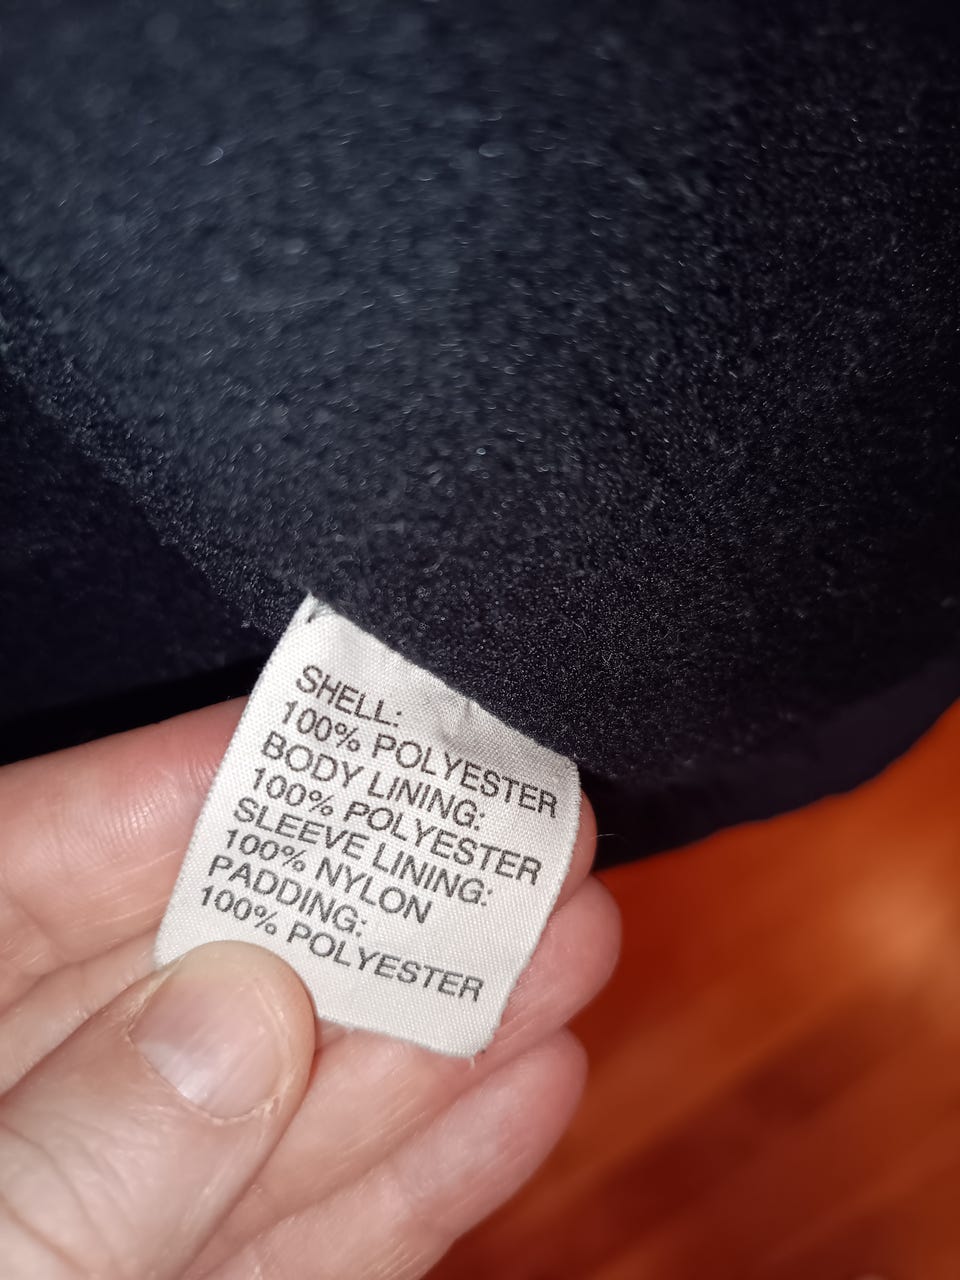 SHELL:
100% POLYESTER
BODY LINING:
100% POLYESTER
SLEEVE LINING:
100% NYLON
PADDING:
100% POLYESTER